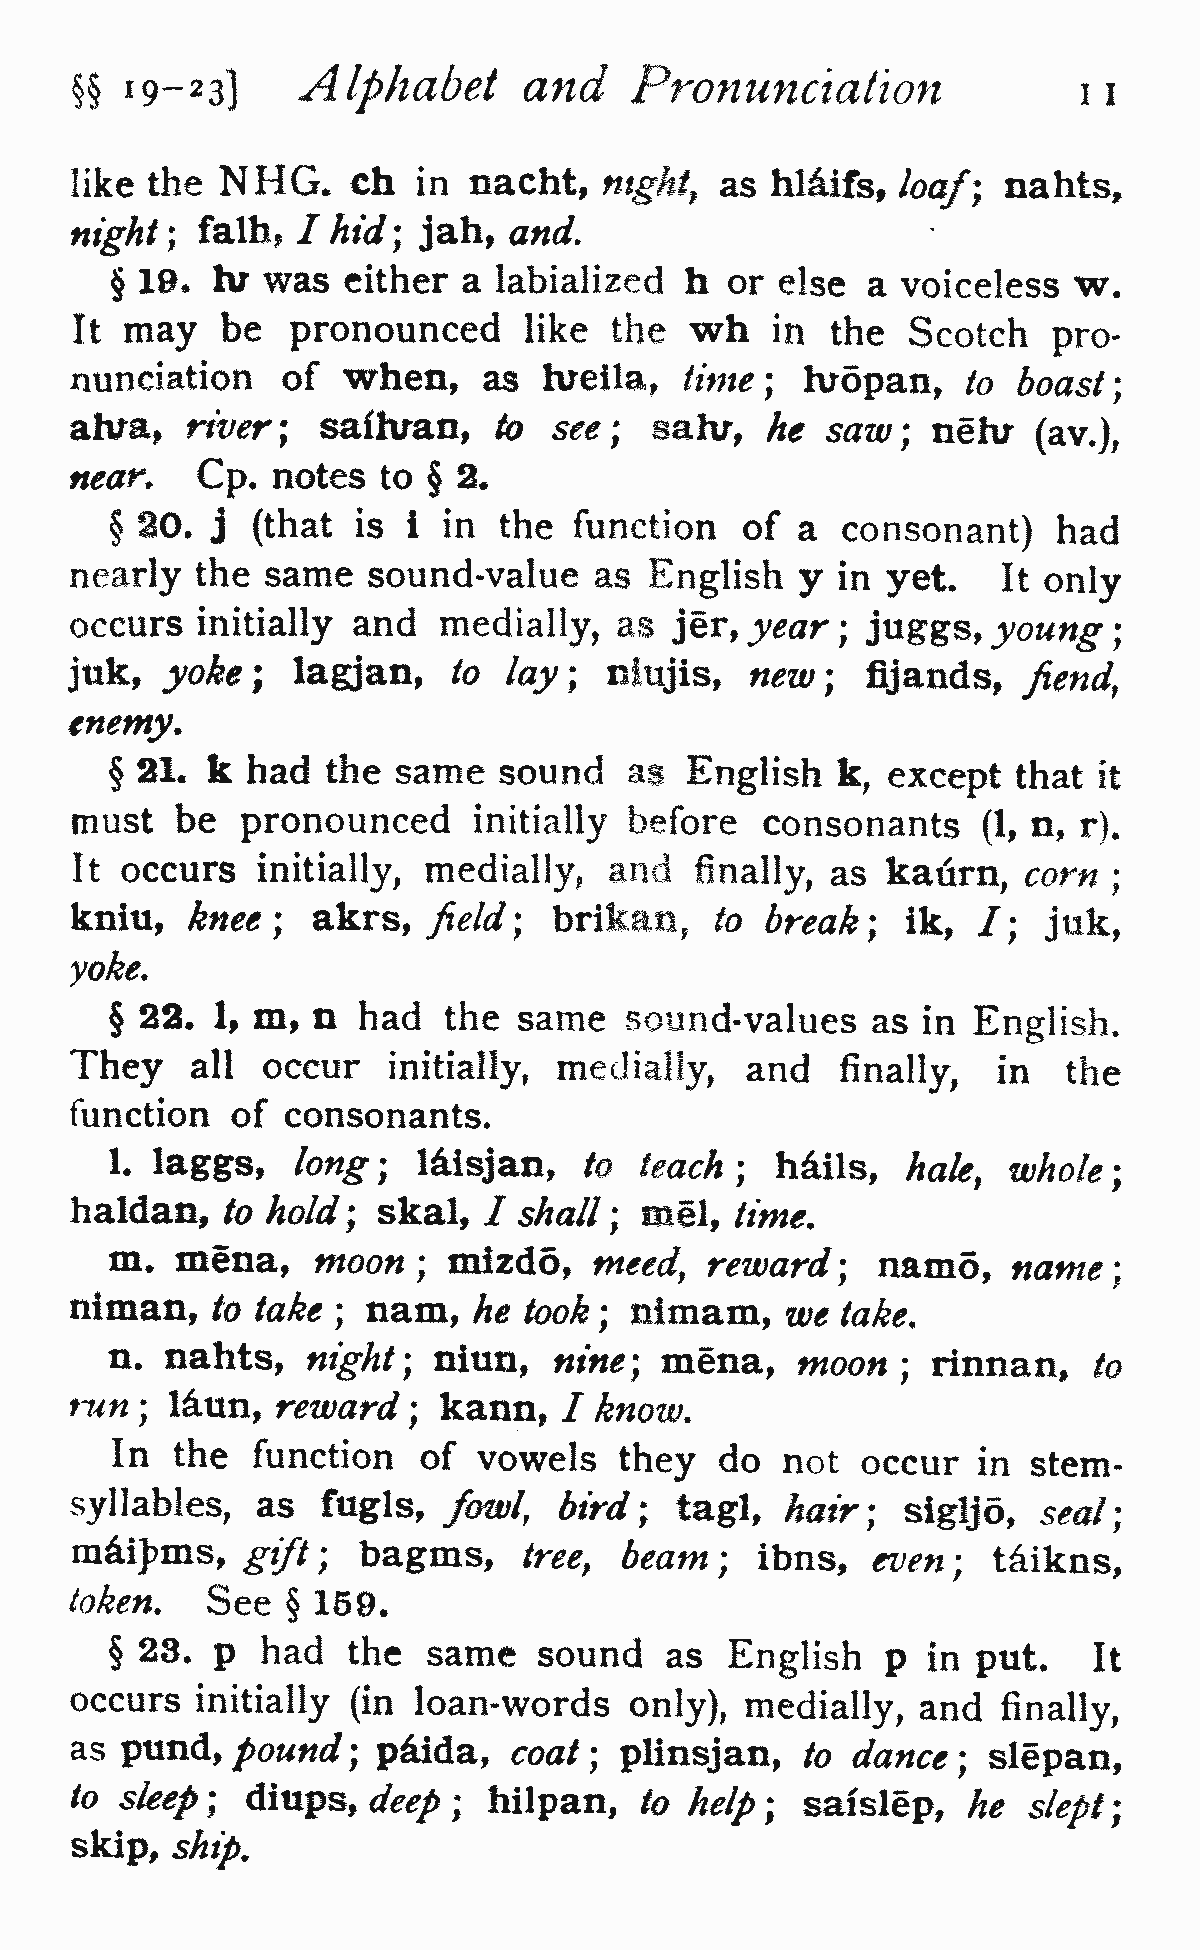 §§ 19–23] Alphabet and Pronunciation 11
like the NHG. ch in nacht, night, as hláifs, loaf; nahts,
night; falh, I hid; jah, and.
§ 19. ƕ was either a labialized h or else a voiceless w.
It may be pronounced like the wh in the Scotch pro-
nunciation of when, as ƕeila, time; ƕōpan, to boast;
aƕa, river; saíƕan, to see; saƕ, he saw; nēƕ (av.),
near. Cp. notes to § 2.
§ 20. j (that is i in the function of a consonant) had
nearly the same sound-value as English y in yet. It only
occurs initially and medially, as jēr, year; juggs, young;
juk, yoke; lagjan, to lay; niujis, new; fijands, fiend,
enemy.
§ 21. k had the same sound as English k, except that it
must be pronounced initially before consonants (l, n, r).
It occurs initially, medially, and finally, as kaúrn, corn;
kniu, knee; akrs, field; brikan, to break; ik, I; juk,
yoke.
§ 22. l, m, n had the same sound-values as in English.
They all occur initially, medially, and finally, in the
function of consonants.
l. laggs, long; láisjan, to teach; háils, hale, whole;
haldan, to hold; skal, I shall; mēl, time.
m. mēna, moon; mizdō, meed, reward; namō, name;
niman, to take; nam, he took; nimam, we take.
n. nahts, night; niun, nine; mēna, moon; rinnan, to
run; láun, reward; kann, I know.
In the function of vowels they do not occur in stem-
syllables, as fugls, fowl, bird; tagl, hair; sigljō, seal;
máiþms, gift; bagms, tree, beam; ibns, even; táikns,
token. See § 159.
§ 23. p had the same sound as English p in put. It
occurs initially (in loan-words only), medially, and finally,
as pund, pound; páida, coat; plinsjan, to dance; slēpan,
to sleep; diups, deep; hilpan, to help; saíslēp, he slept;
skip, ship.